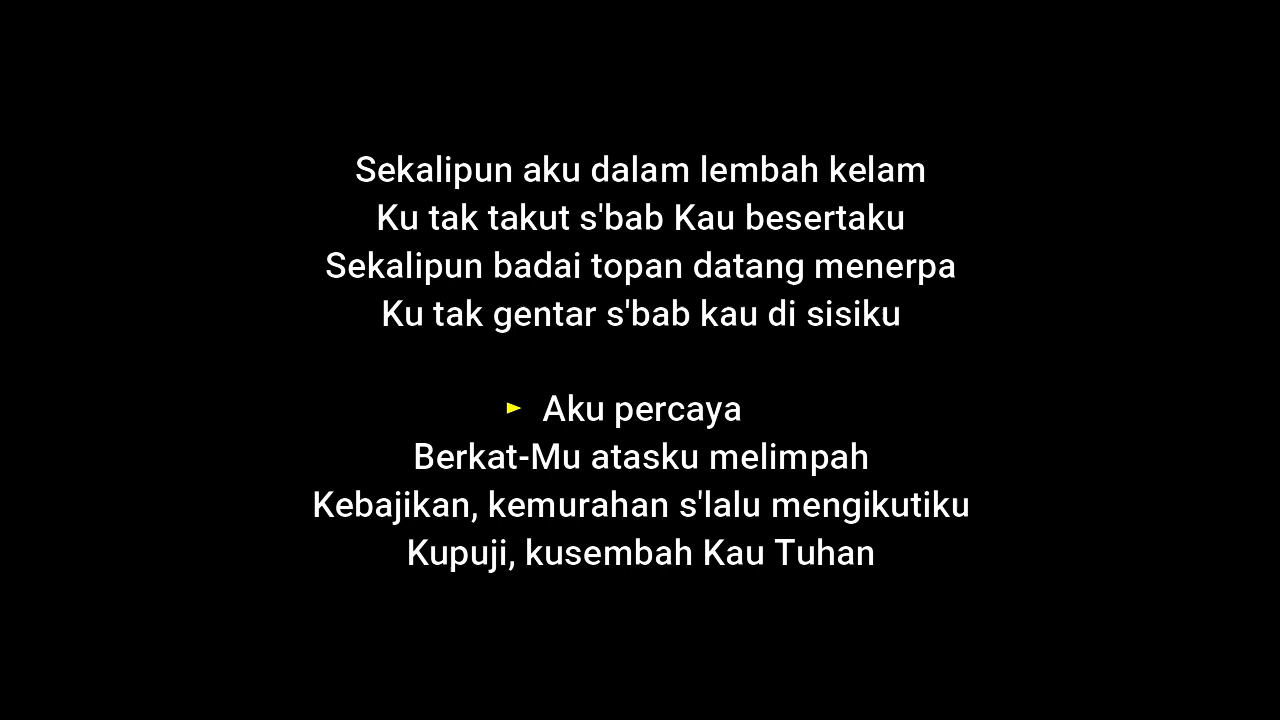 Sekalipun aku dalam lembah kelam
Ku tak takut s'bab Kau besertaku
Sekalipun badai topan datang menerpa
Ku tak gentar s'bab kau di sisiku
► Aku percaya
Berkat-Mu atasku melimpah
Kebajikan, kemurahan s'lalu mengikutiku
Kupuji, kusembah Kau Tuhan